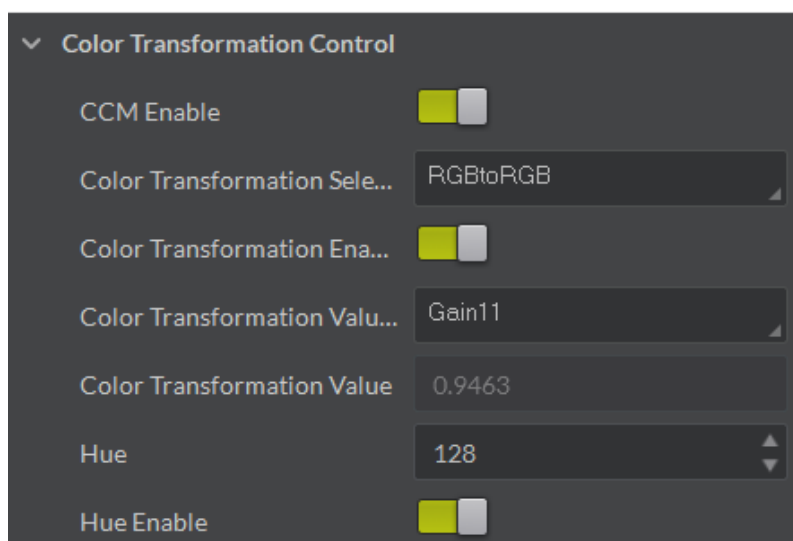 Color Transformation Control
CCM Enable
Color Transformation Sele... RGBtoRGB
Color Transformation Ena...
Color Transformation Valu... Gain11
Color Transformation Value 0.9463
Hue 128
Hue Enable